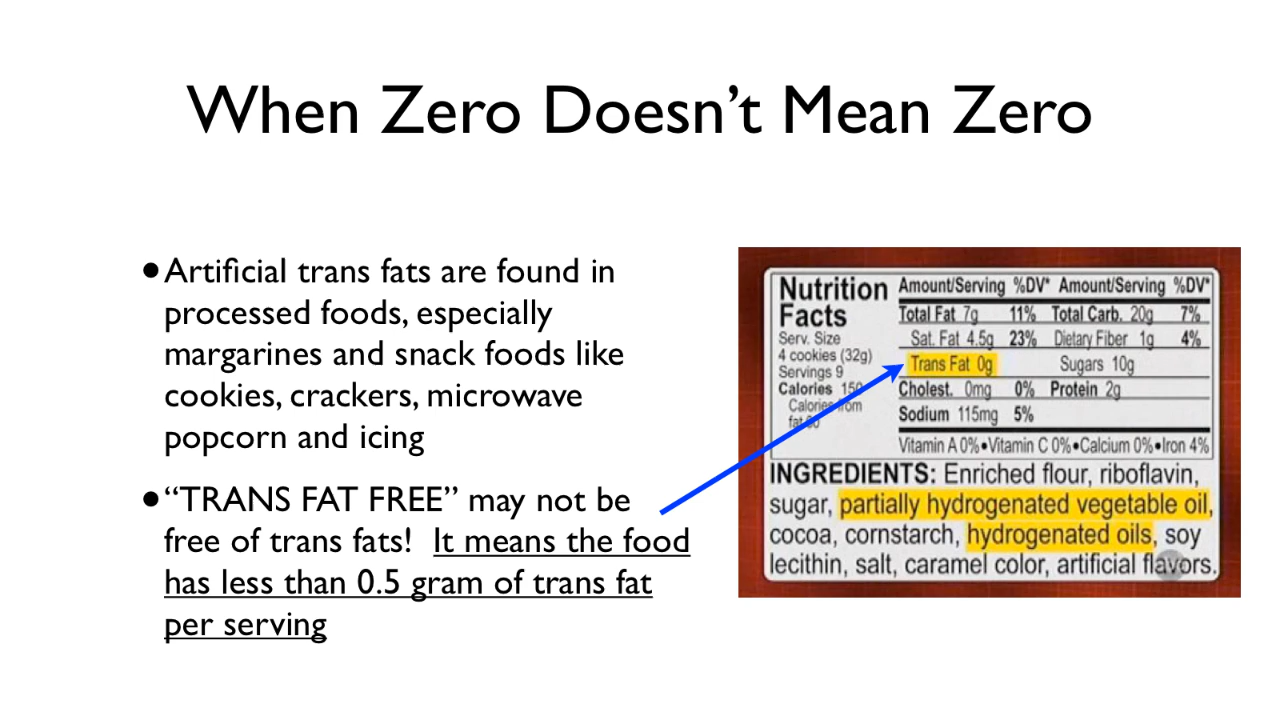 When Zero Doesn’t Mean Zero
•Artificial trans fats are found in
processed foods, especially
margarines and snack foods like
cookies, crackers, microwave
popcorn and icing
•“TRANS FAT FREE” may not be
free of trans fats!  It means the food
has less than 0.5 gram of trans fat
per serving
Nutrition
Facts
Serv. Size
4 cookies (32g)
Servings 9
Calories 150
Calories from
fat 60
Amount/Serving %DV* Amount/Serving %DV*
Total Fat 7g 11% Total Carb. 20g 7%
Sat. Fat 4.5g 23% Dietary Fiber 1g 4%
Trans Fat 0g Sugars 10g
Cholest. 0mg 0% Protein 2g
Sodium 115mg 5%
Vitamin A 0%•Vitamin C 0%•Calcium 0%•Iron 4%
INGREDIENTS: Enriched flour, riboflavin,
sugar, partially hydrogenated vegetable oil,
cocoa, cornstarch, hydrogenated oils, soy
lecithin, salt, caramel color, artificial flavors.